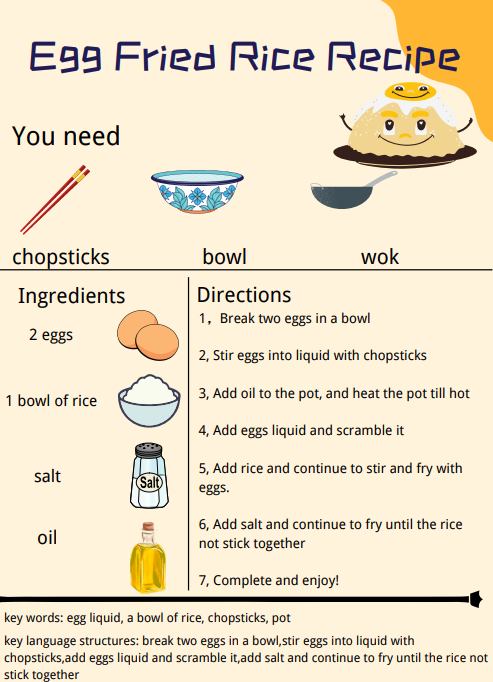 Egg Fried Rice Recipe
You need
chopsticks
bowl
wok
Ingredients
2 eggs
1 bowl of rice
salt
Salt
oil
Directions
1, Break two eggs in a bowl
2, Stir eggs into liquid with chopsticks
3, Add oil to the pot, and heat the pot till hot
4, Add eggs liquid and scramble it
5, Add rice and continue to stir and fry with
eggs.
6, Add salt and continue to fry until the rice
not stick together
7, Complete and enjoy!
key words: egg liquid, a bowl of rice, chopsticks, pot
key language structures: break two eggs in a bowl,stir eggs into liquid with
chopsticks,add eggs liquid and scramble it,add salt and continue to fry until the rice not
stick together